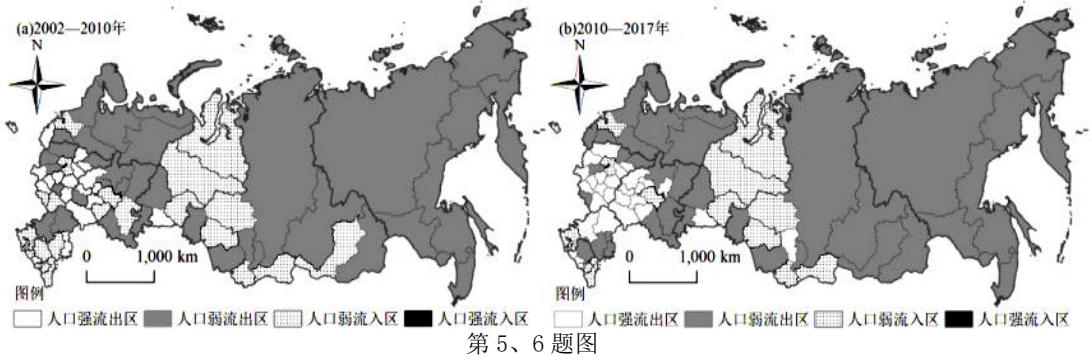 (a)2002—2010年
N
0 1,000 km
图例
人口强流出区 人口弱流出区 人口弱流入区 人口强流入区
(b)2010—2017年
N
0 1,000 km
图例
人口强流出区 人口弱流出区 人口弱流入区 人口强流入区
第 5、6 题图